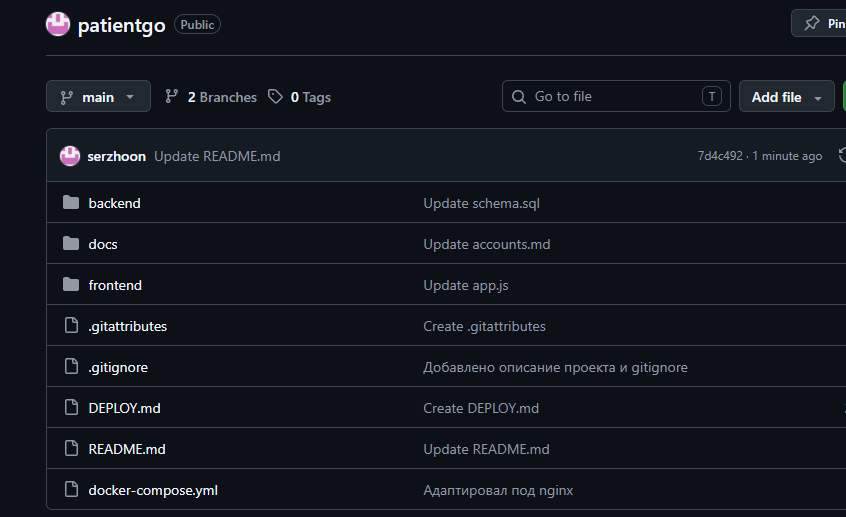 patientgo Public Pin
main 2 Branches 0 Tags Go to file T Add file
serzhoon Update README.md 7d4c492 · 1 minute ago
backend Update schema.sql
docs Update accounts.md
frontend Update app.js
.gitattributes Create .gitattributes
.gitignore Добавлено описание проекта и gitignore
DEPLOY.md Create DEPLOY.md
README.md Update README.md
docker-compose.yml Адаптировал под nginx